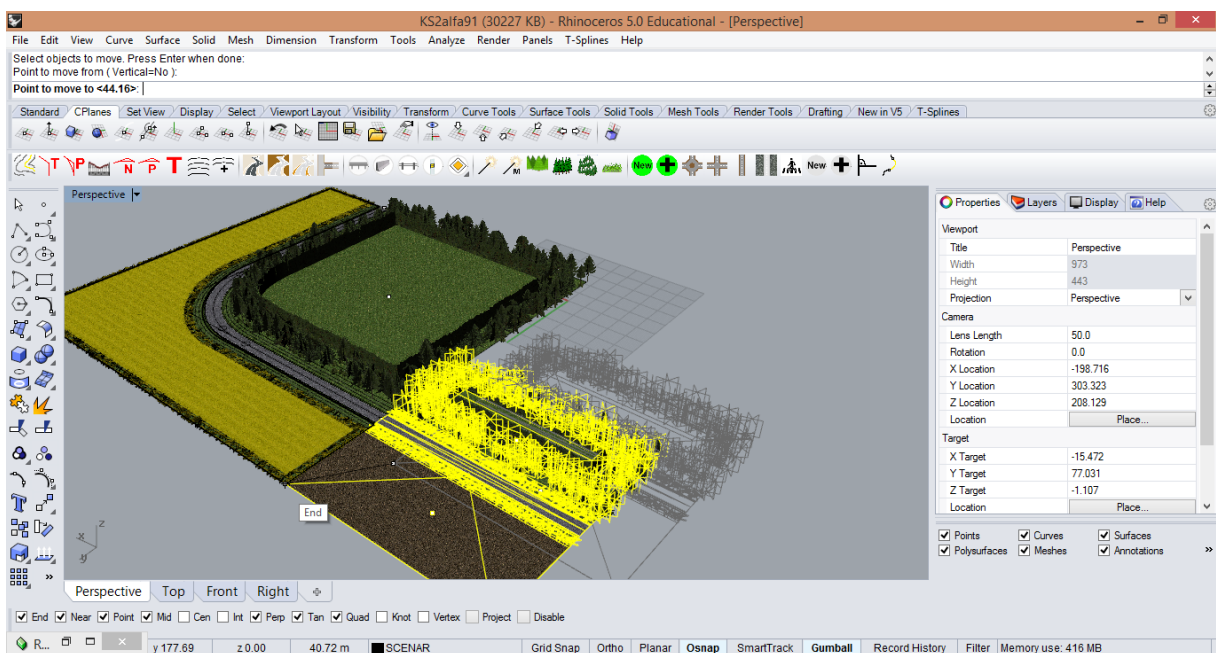 KS2alfa91 (30227 KB) - Rhinoceros 5.0 Educational - [Perspective]
File Edit View Curve Surface Solid Mesh Dimension Transform Tools Analyze Render Panels T-Splines Help
Select objects to move. Press Enter when done:
Point to move from ( Vertical=No ):
Point to move to <44.16>:
Standard CPlanes Set View Display Select Viewport Layout Visibility Transform Curve Tools Surface Tools Solid Tools Mesh Tools Render Tools Drafting New in V5 T-Splines
T P N P T M New New
Perspective
Properties Layers Display Help
Viewport
Title Perspective
Width 973
Height 443
Projection Perspective
Camera
Lens Length 50.0
Rotation 0.0
X Location -198.716
Y Location 303.323
Z Location 208.129
Location Place...
Target
X Target -15.472
Y Target 77.031
Z Target -1.107
Location Place...
End
z
x
y
Points Curves Surfaces
Polysurfaces Meshes Annotations
Perspective Top Front Right
End Near Point Mid Cen Int Perp Tan Quad Knot Vertex Project Disable
R... y 177.69 z 0.00 40.72 m SCENAR Grid Snap Ortho Planar Osnap SmartTrack Gumball Record History Filter Memory use: 416 MB